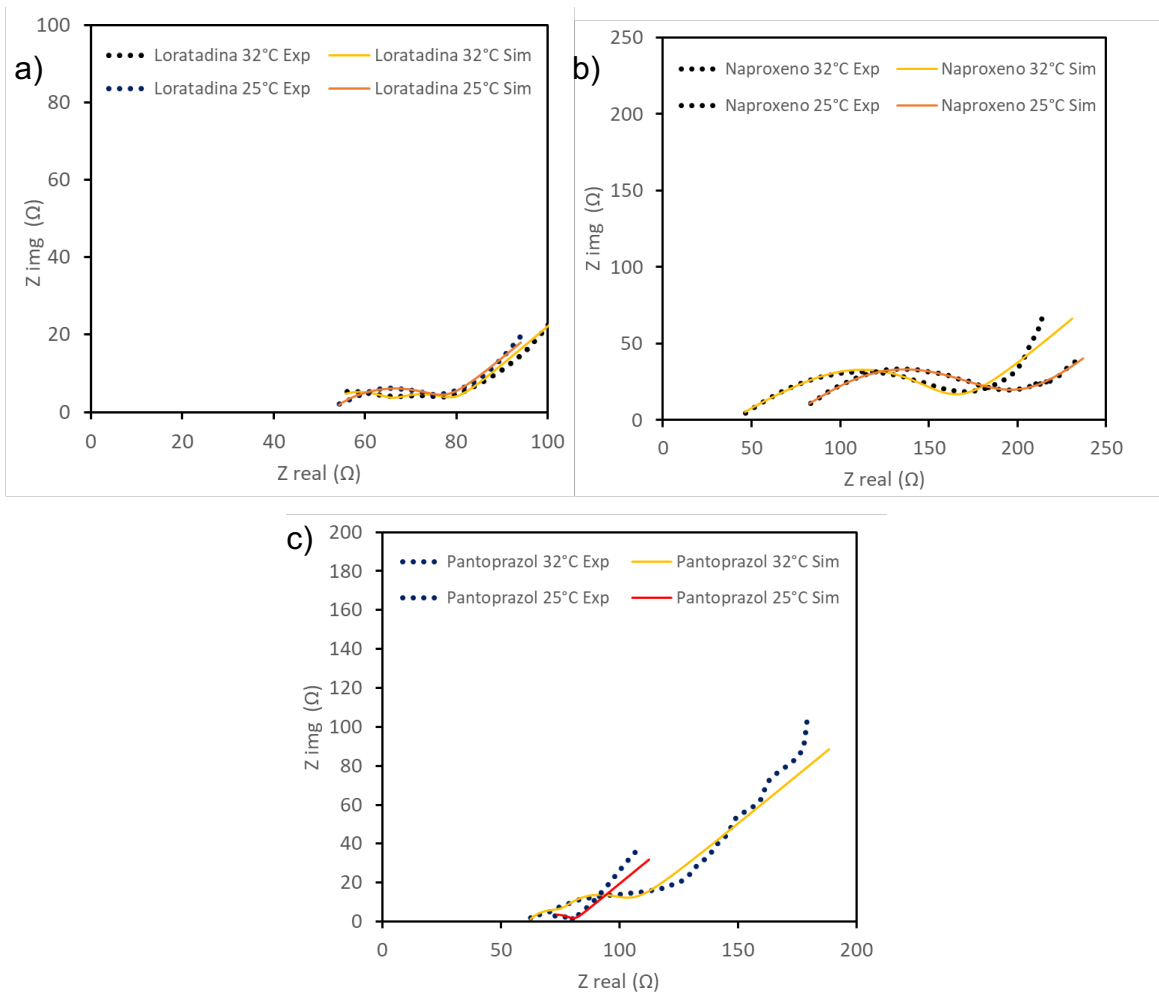 a)
Loratadina 32°C Exp
Loratadina 32°C Sim
Loratadina 25°C Exp
Loratadina 25°C Sim
Z img (Ω)
100
80
60
40
20
0
0 20 40 60 80 100
Z real (Ω)
b)
Naproxeno 32°C Exp
Naproxeno 32°C Sim
Naproxeno 25°C Exp
Naproxeno 25°C Sim
Z img (Ω)
250
200
150
100
50
0
0 50 100 150 200 250
Z real (Ω)
c)
Pantoprazol 32°C Exp
Pantoprazol 32°C Sim
Pantoprazol 25°C Exp
Pantoprazol 25°C Sim
Z img (Ω)
200
180
160
140
120
100
80
60
40
20
0
0 50 100 150 200
Z real (Ω)